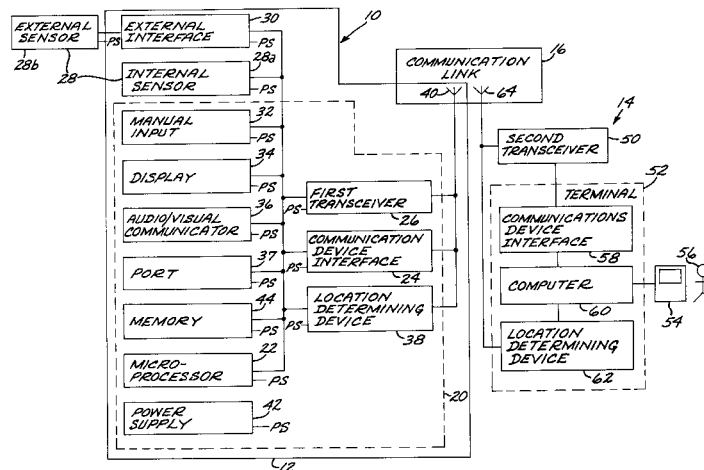 EXTERNAL
SENSOR
28b
28
PS
EXTERNAL
INTERFACE
30
PS
INTERNAL
SENSOR
28a
PS
MANUAL
INPUT
32
PS
DISPLAY
34
PS
AUDIO/VISUAL
COMMUNICATOR
36
PS
PORT
37
PS
MEMORY
44
PS
MICRO-
PROCESSOR
22
PS
POWER
SUPPLY
42
PS
12
20
10
FIRST
TRANSCEIVER
26
PS
COMMUNICATION
DEVICE
INTERFACE
24
PS
LOCATION
DETERMINING
DEVICE
38
PS
COMMUNICATION
LINK
16
40
64
14
SECOND
TRANSCEIVER
50
TERMINAL
52
COMMUNICATIONS
DEVICE
INTERFACE
58
COMPUTER
60
LOCATION
DETERMINING
DEVICE
62
54
56